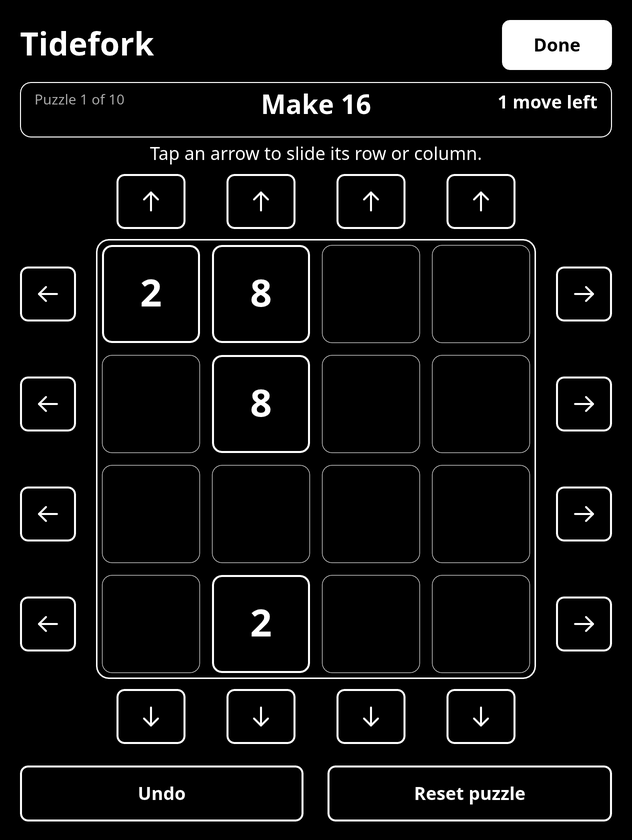 Tidefork
Done
Puzzle 1 of 10
Make 16
1 move left
Tap an arrow to slide its row or column.
↑ ↑ ↑ ↑
← 2 8 →
← 8 →
← →
← 2 →
↓ ↓ ↓ ↓
Undo
Reset puzzle